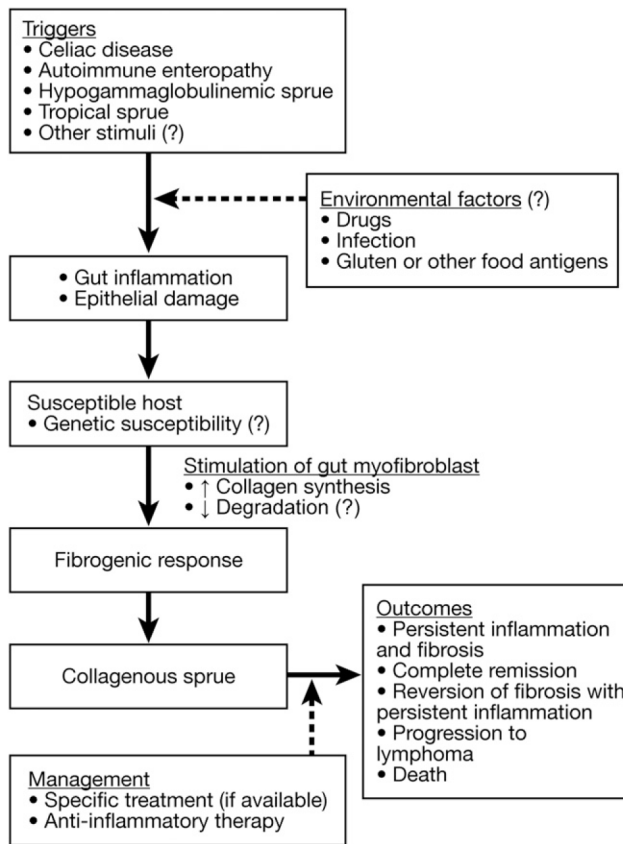 Triggers
• Celiac disease
• Autoimmune enteropathy
• Hypogammaglobulinemic sprue
• Tropical sprue
• Other stimuli (?)
Environmental factors (?)
• Drugs
• Infection
• Gluten or other food antigens
• Gut inflammation
• Epithelial damage
Susceptible host
• Genetic susceptibility (?)
Stimulation of gut myofibroblast
• ↑ Collagen synthesis
• ↓ Degradation (?)
Fibrogenic response
Collagenous sprue
Outcomes
• Persistent inflammation
and fibrosis
• Complete remission
• Reversion of fibrosis with
persistent inflammation
• Progression to
lymphoma
• Death
Management
• Specific treatment (if available)
• Anti-inflammatory therapy